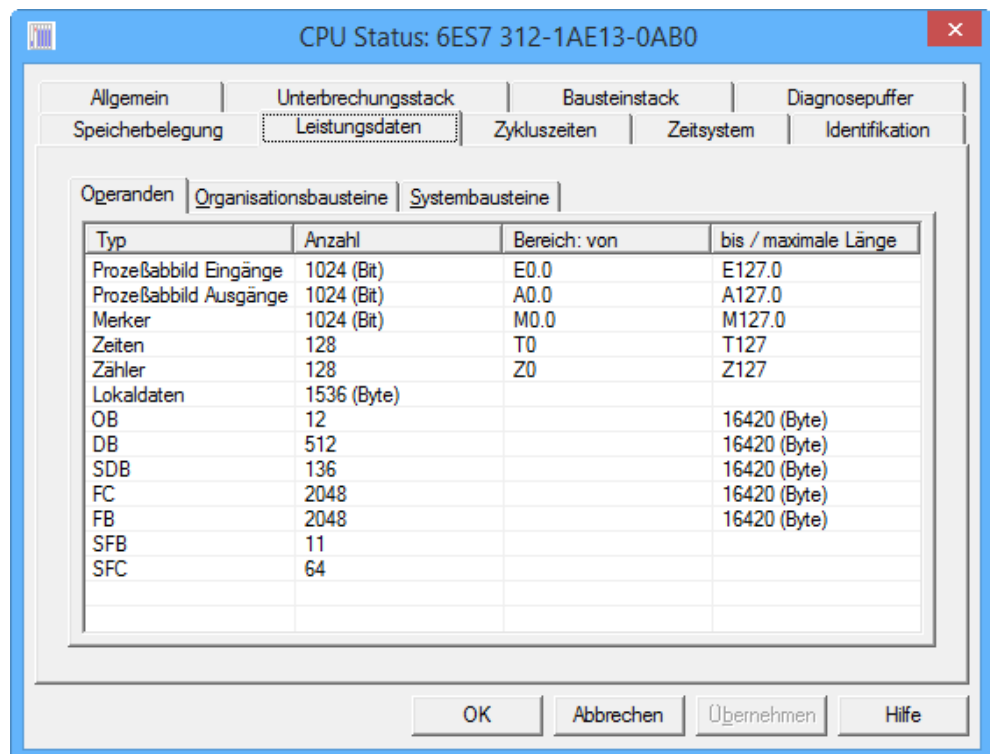 CPU Status: 6ES7 312-1AE13-0AB0
Allgemein Unterbrechungsstack Bausteinstack Diagnosepuffer
Speicherbelegung Leistungsdaten Zykluszeiten Zeitsystem Identifikation
Operanden Organisationsbausteine Systembausteine
Typ Anzahl Bereich: von bis / maximale Länge
Prozeßabbild Eingänge 1024 (Bit) E0.0 E127.0
Prozeßabbild Ausgänge 1024 (Bit) A0.0 A127.0
Merker 1024 (Bit) M0.0 M127.0
Zeiten 128 T0 T127
Zähler 128 Z0 Z127
Lokaldaten 1536 (Byte)
OB 12 16420 (Byte)
DB 512 16420 (Byte)
SDB 136 16420 (Byte)
FC 2048 16420 (Byte)
FB 2048 16420 (Byte)
SFB 11
SFC 64
OK Abbrechen Übernehmen Hilfe